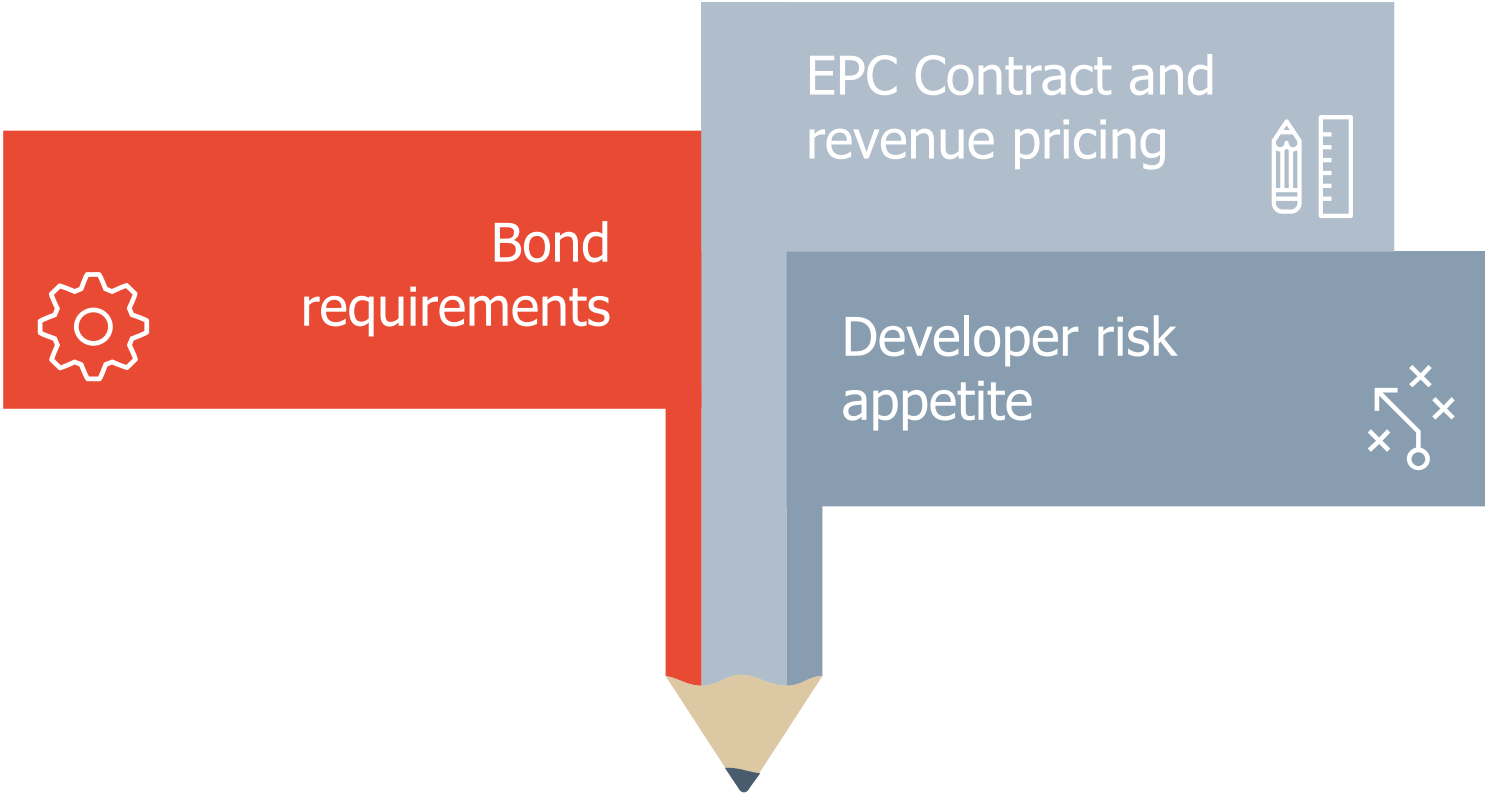 EPC Contract and
revenue pricing
Bond
requirements
Developer risk
appetite